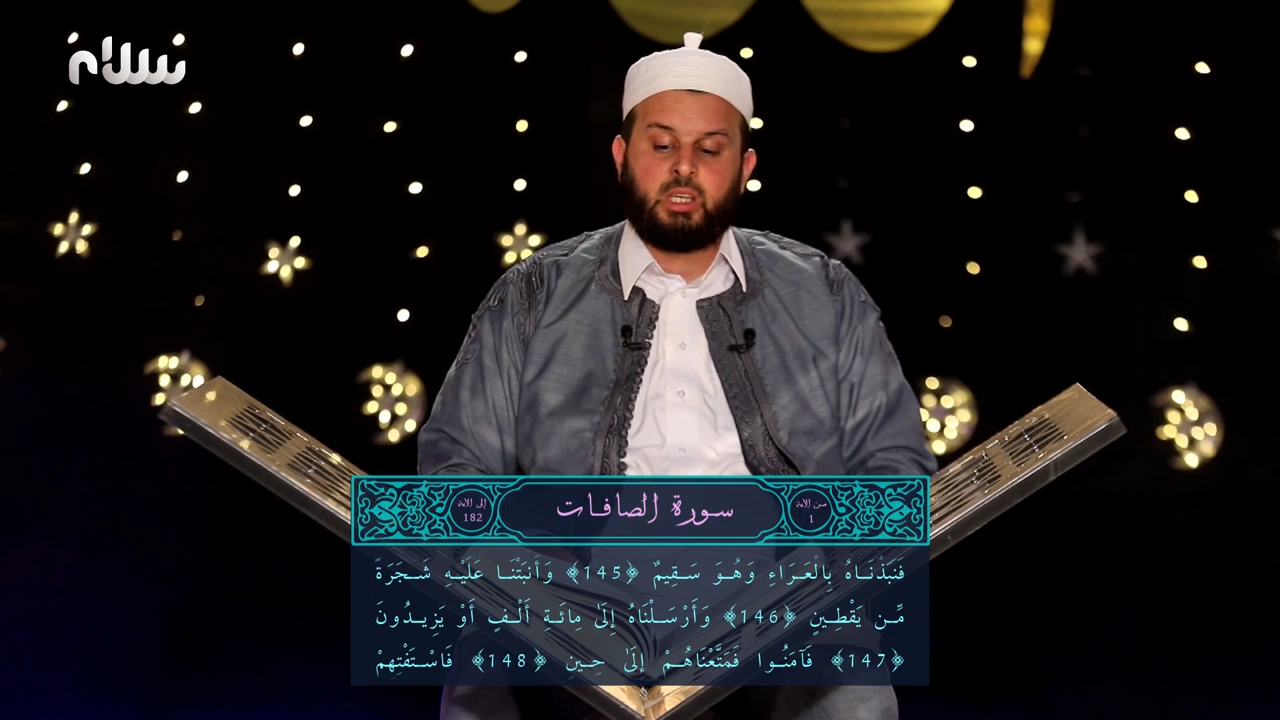 سلام
سورة الصافات
من الآية
1
إلى الآية
182
فَنَبَذْنَاهُ بِالْعَرَاءِ وَهُوَ سَقِيمٌ ﴿145﴾ وَأَنبَتْنَا عَلَيْهِ شَجَرَةً
مِّن يَقْطِينٍ ﴿146﴾ وَأَرْسَلْنَاهُ إِلَىٰ مِائَةِ أَلْفٍ أَوْ يَزِيدُونَ
﴿147﴾ فَآمَنُوا فَمَتَّعْنَاهُمْ إِلَىٰ حِينٍ ﴿148﴾ فَاسْتَفْتِهِمْ